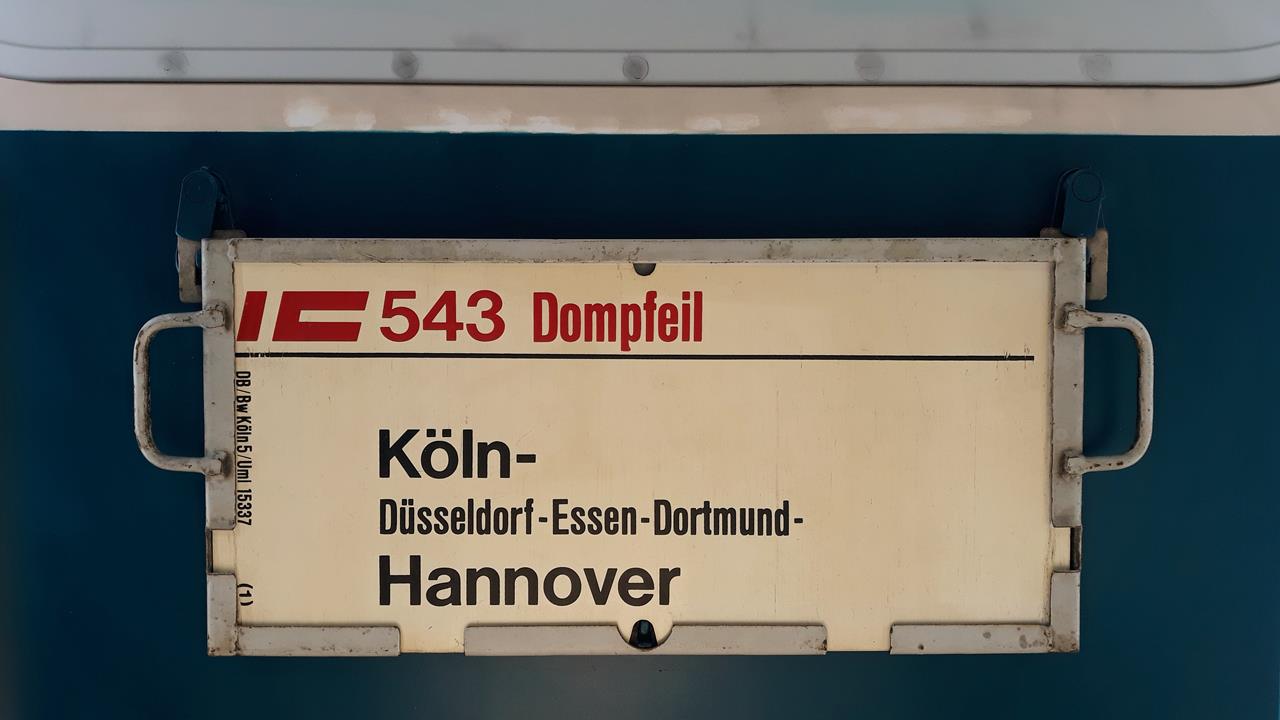 IC 543 Dompfeil
Köln-
Düsseldorf-Essen-Dortmund-
Hannover
DB/Bw Köln 5/Uml 15337
(1)